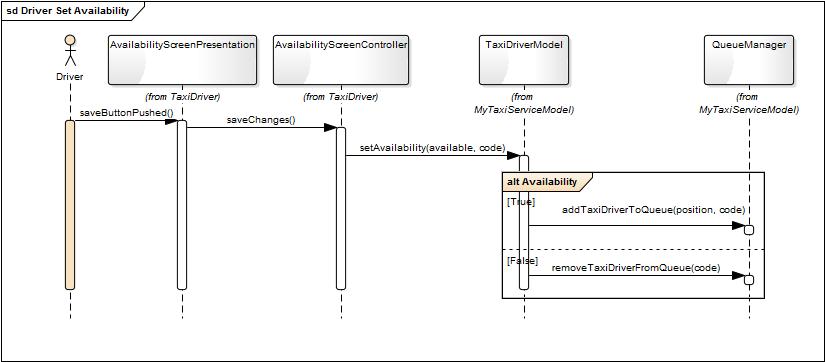 sd Driver Set Availability
Driver
AvailabilityScreenPresentation
(from TaxiDriver)
AvailabilityScreenController
(from TaxiDriver)
TaxiDriverModel
(from
MyTaxiServiceModel)
QueueManager
(from
MyTaxiServiceModel)
saveButtonPushed()
saveChanges()
setAvailability(available, code)
alt Availability
[True]
addTaxiDriverToQueue(position, code)
[False]
removeTaxiDriverFromQueue(code)